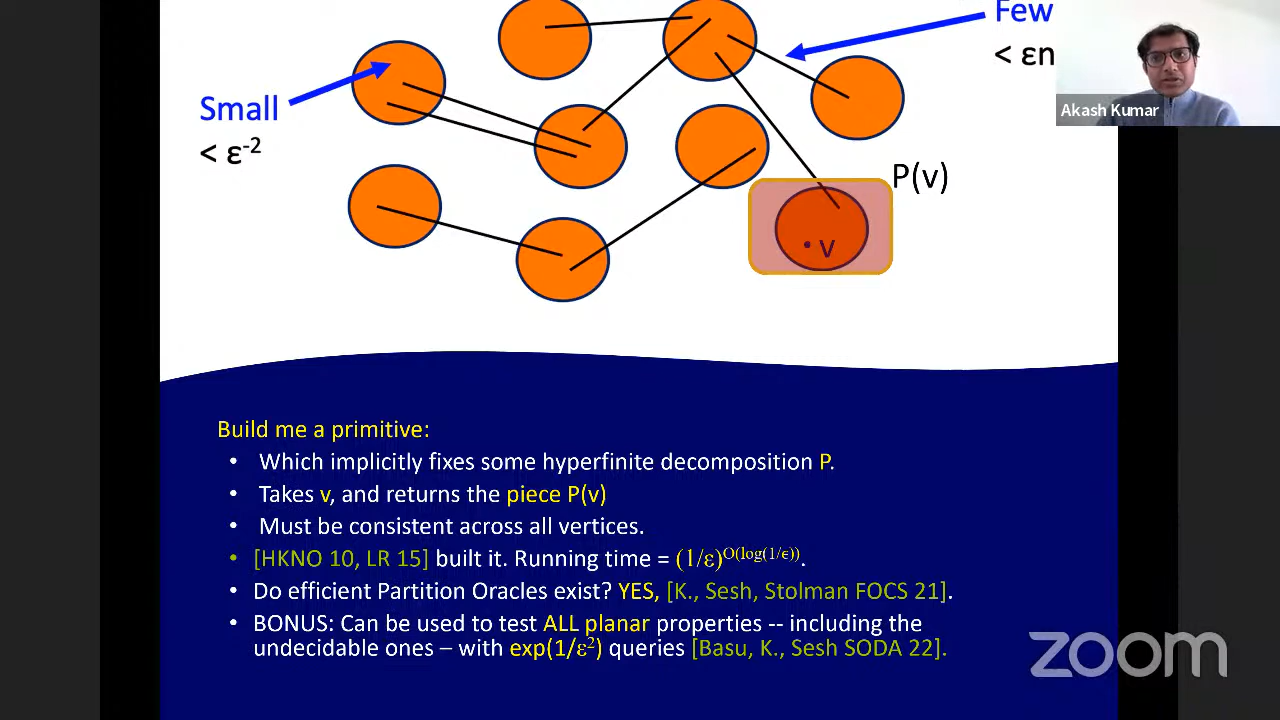 Few
< εn
Akash Kumar
Small
< ε-2
P(v)
• v
Build me a primitive:
• Which implicitly fixes some hyperfinite decomposition P.
• Takes v, and returns the piece P(v)
• Must be consistent across all vertices.
• [HKNO 10, LR 15] built it. Running time = (1/ε)^O(log(1/ϵ)).
• Do efficient Partition Oracles exist? YES, [K., Sesh, Stolman FOCS 21].
• BONUS: Can be used to test ALL planar properties -- including the
undecidable ones – with exp(1/ε²) queries [Basu, K., Sesh SODA 22].
zoom